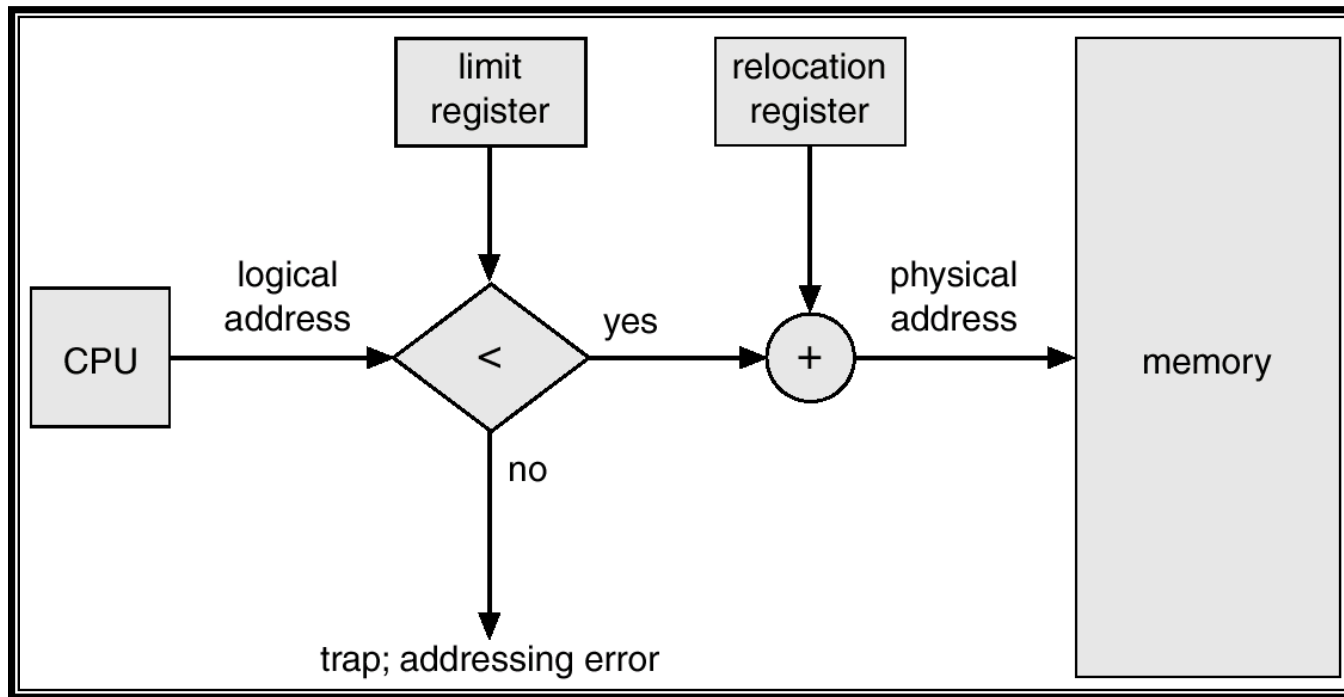 limit
register
relocation
register
logical
address
yes
physical
address
CPU
<
+
memory
no
trap; addressing error